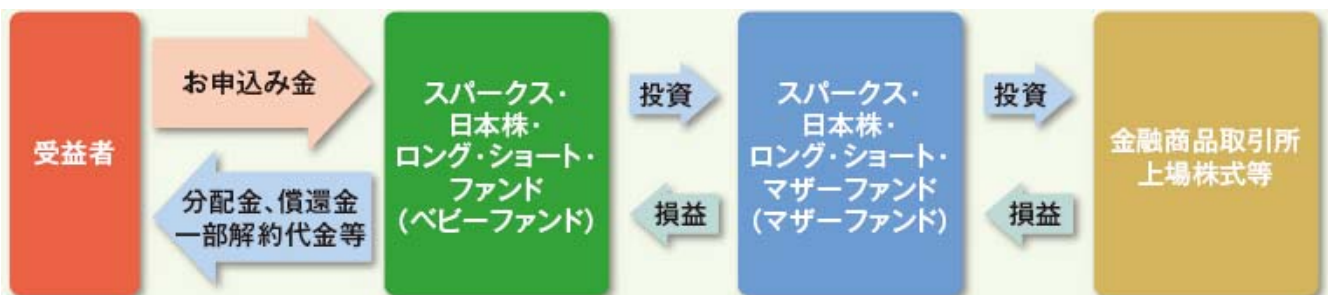 受益者
お申込み金
分配金、償還金
一部解約代金等
スパークス・
日本株・
ロング・ショート・
ファンド
(ベビーファンド)
投資
損益
スパークス・
日本株・
ロング・ショート・
マザーファンド
(マザーファンド)
投資
損益
金融商品取引所
上場株式等